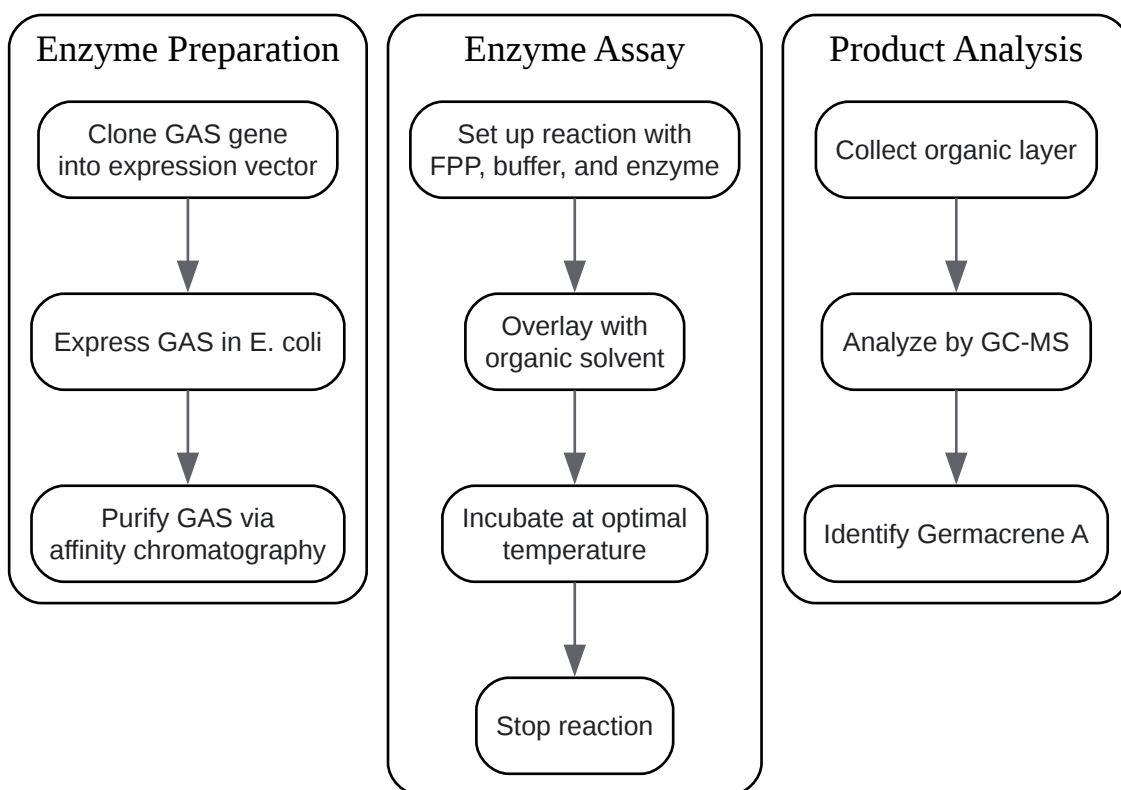 Enzyme Preparation
Clone GAS gene
into expression vector
Express GAS in E. coli
Purify GAS via
affinity chromatography
Enzyme Assay
Set up reaction with
FPP, buffer, and enzyme
Overlay with
organic solvent
Incubate at optimal
temperature
Stop reaction
Product Analysis
Collect organic layer
Analyze by GC-MS
Identify Germacrene A